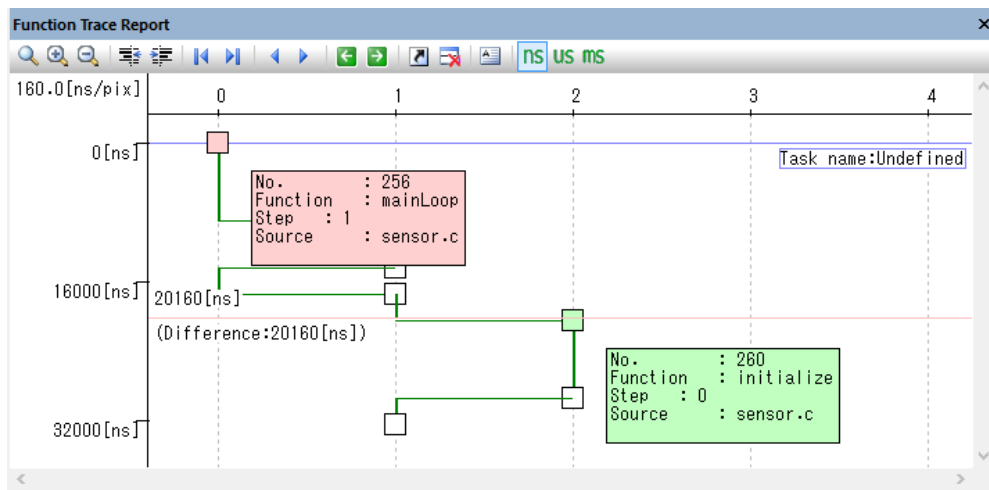 Function Trace Report
ns us ms
160.0[ns/pix]
0 1 2 3 4
0[ns]
Task name:Undefined
No. : 256
Function : mainLoop
Step : 1
Source : sensor.c
16000[ns]
20160[ns]
(Difference:20160[ns])
No. : 260
Function : initialize
Step : 0
Source : sensor.c
32000[ns]